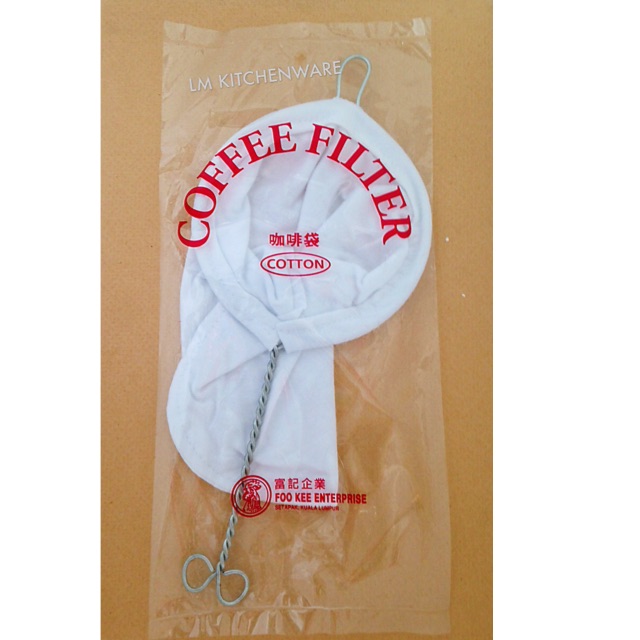 LM KITCHENWARE
COFFEE FILTER
咖啡袋
COTTON
富記企業
FOO KEE ENTERPRISE
SETAPAK, KUALA LUMPUR